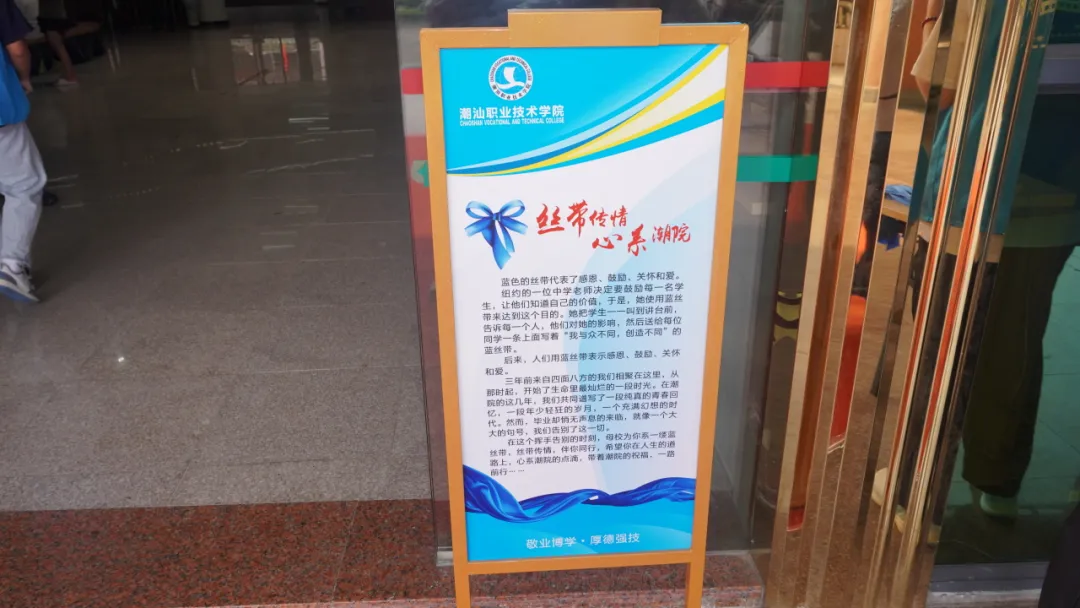 潮汕职业技术学院
CHAOSHAN VOCATIONAL AND TECHNICAL COLLEGE
丝带传情
心系潮院
蓝色的丝带代表了感恩、鼓励、关怀和爱。
纽约的一位中学老师决定要鼓励每一名学
生，让他们知道自己的价值，于是，她使用蓝丝
带来达到这个目的。她把学生一一叫到讲台前，
告诉每一个人，他们对她的影响，然后送给每位
同学一条上面写着“我与众不同，创造不同”的
蓝丝带。
后来，人们用蓝丝带表示感恩、鼓励、关怀
和爱。
三年前来自四面八方的我们相聚在这里，从
那时起，开始了生命里最灿烂的一段时光。在潮
院的这几年，我们共同谱写了一段纯真的青春回
忆，一段年少轻狂的岁月，一个充满幻想的时
代。然而，毕业却悄无声息的来临，就像一个大
大的句号，我们告别了这一切。
在这个挥手告别的时刻，母校为你系一缕蓝
丝带，丝带传情，伴你同行，希望你在人生的道
路上，心系潮院的点滴，带着潮院的祝福，一路
前行……
敬业博学·厚德强技